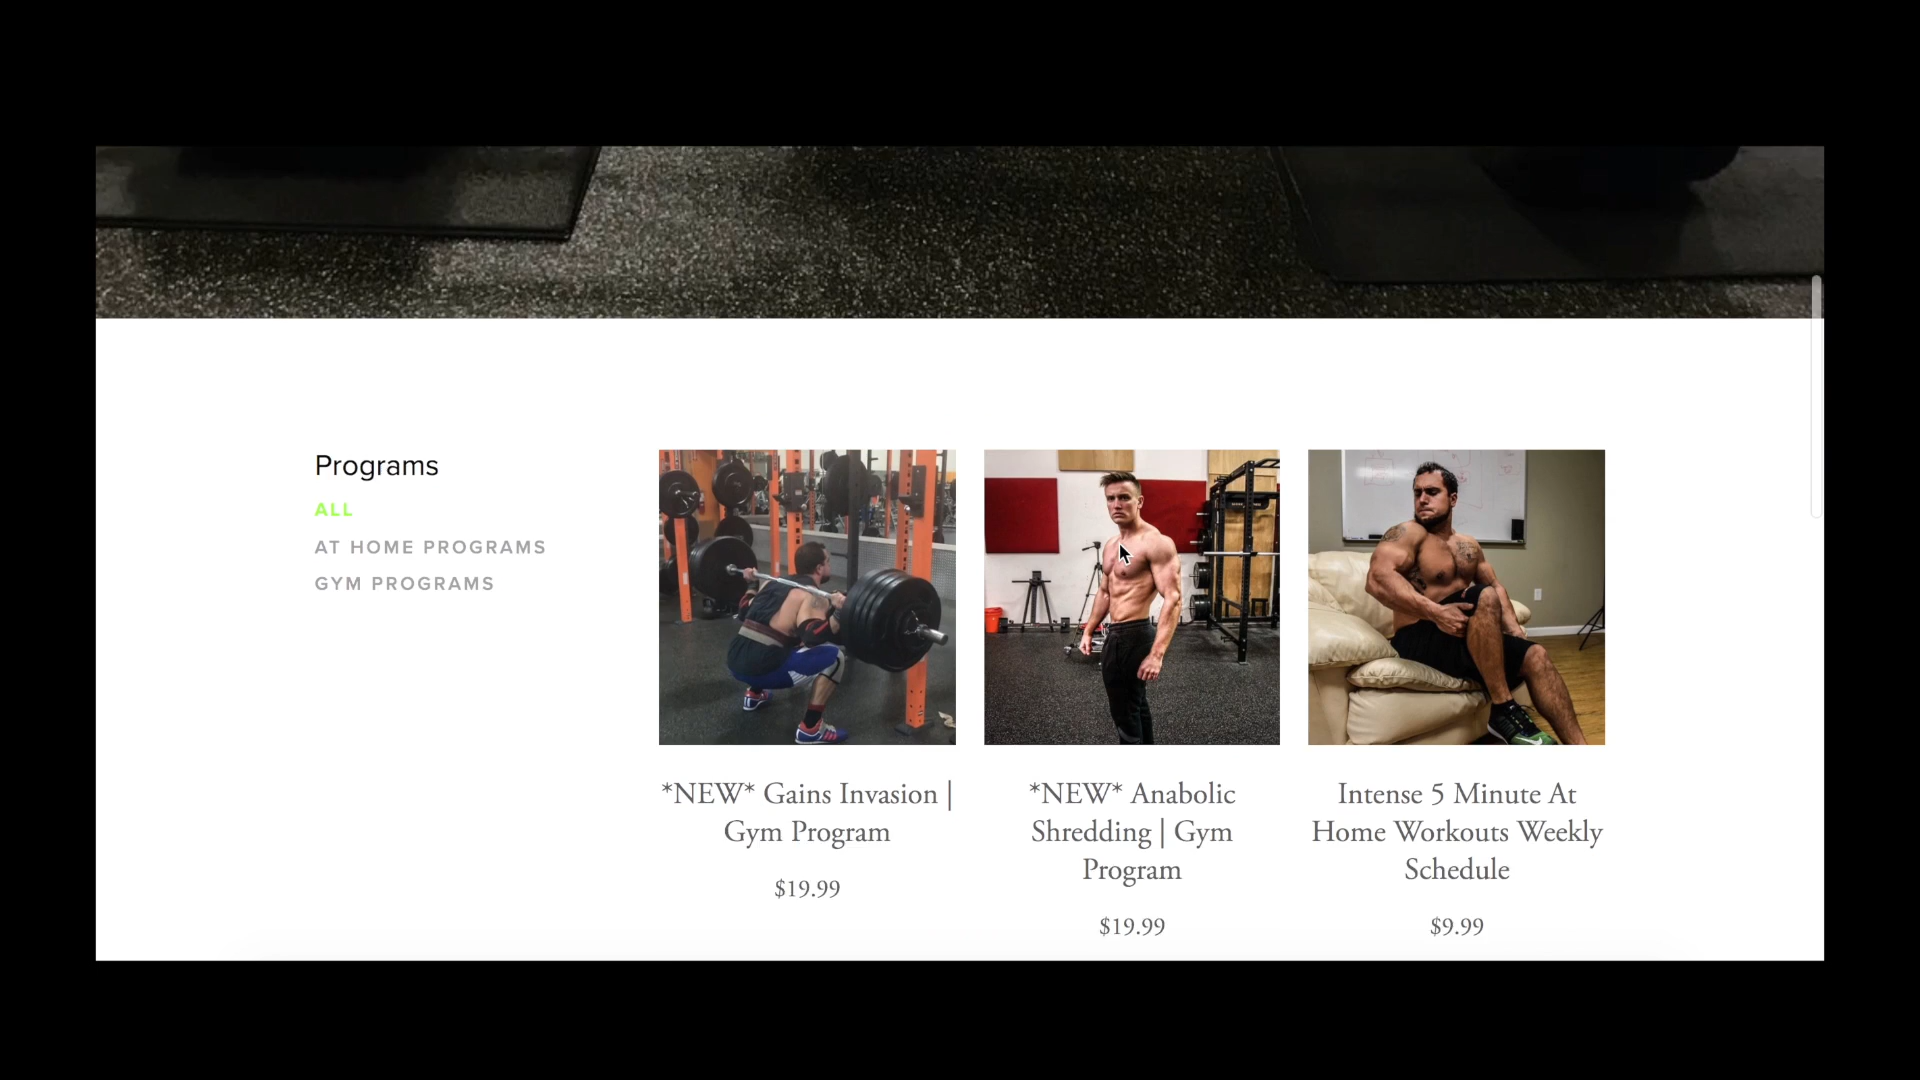 Programs
ALL
AT HOME PROGRAMS
GYM PROGRAMS
*NEW* Gains Invasion |
Gym Program
$19.99
*NEW* Anabolic
Shredding | Gym
Program
$19.99
Intense 5 Minute At
Home Workouts Weekly
Schedule
$9.99